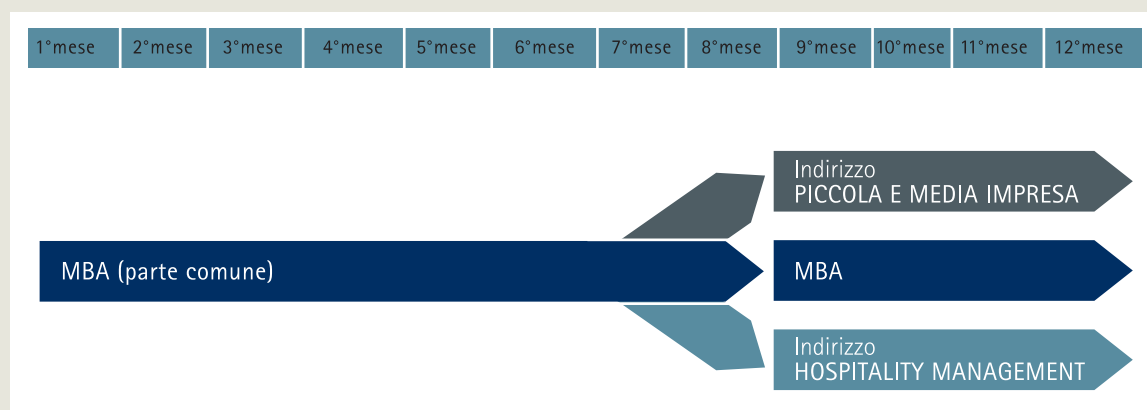 1°mese 2°mese 3°mese 4°mese 5°mese 6°mese 7°mese 8°mese 9°mese 10°mese 11°mese 12°mese
Indirizzo
PICCOLA E MEDIA IMPRESA
MBA (parte comune)
MBA
Indirizzo
HOSPITALITY MANAGEMENT